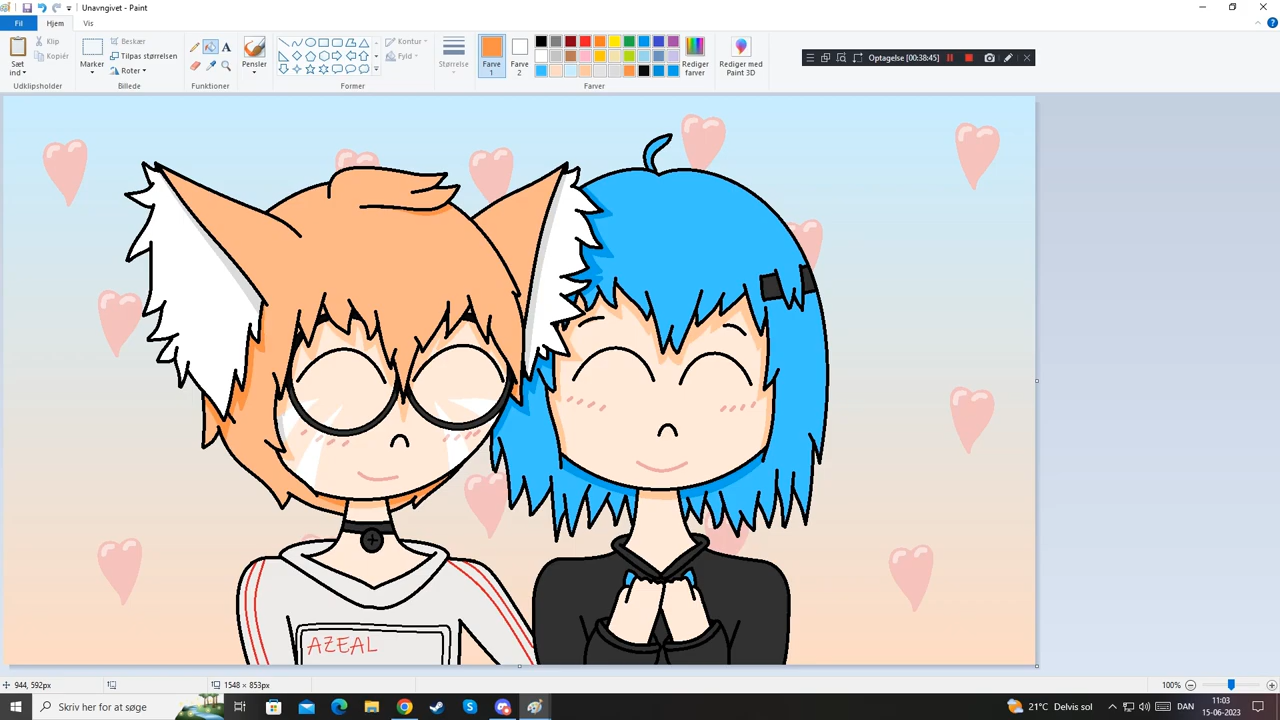 Unavngivet - Paint
Fil Hjem Vis
Sæt ind
Klip
Kopiér
Udklipsholder
Marker
Beskær
Tilpas størrelsen
Roter
Billede
A
Funktioner
Pensler
Kontur
Fyld
Former
Størrelse
Farve 1
Farve 2
Farver
Rediger farver
Rediger med Paint 3D
Optagelse [00:38:45]
AZEAL
944, 592px
1548 × 853px
100%
Skriv her for at søge
21°C Delvis sol
DAN
11:03
15-06-2023